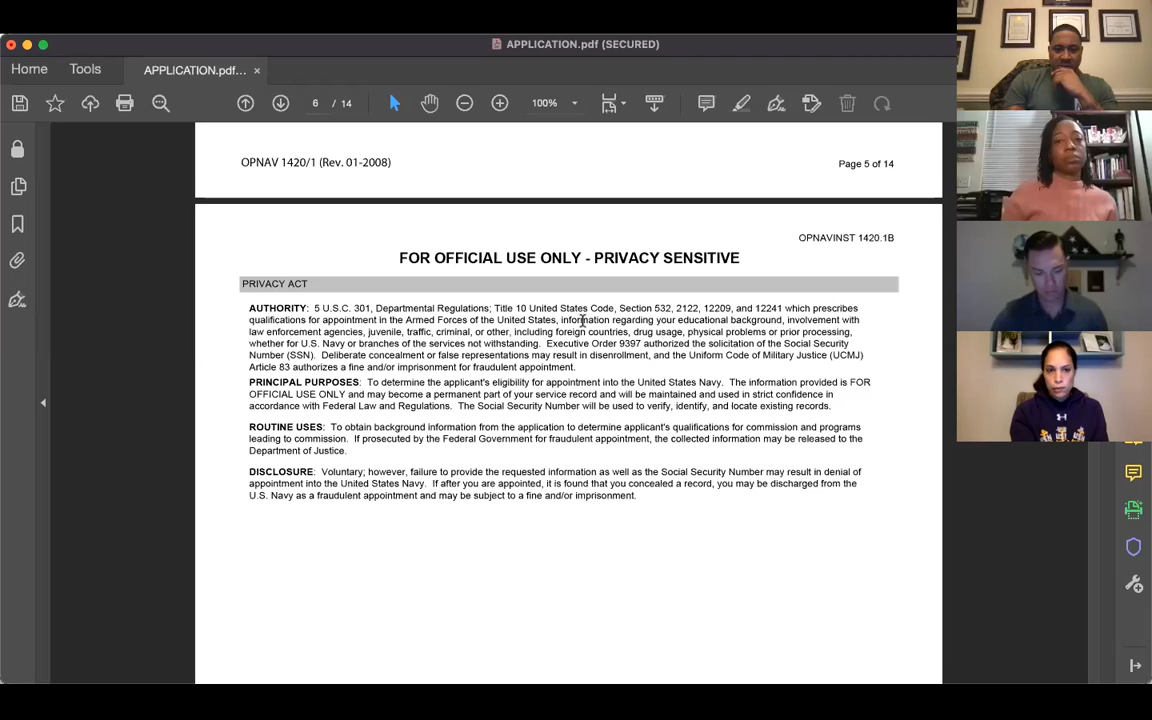 APPLICATION.pdf (SECURED)
Home Tools APPLICATION.pdf... ×
6 / 14 100%
OPNAV 1420/1 (Rev. 01-2008) Page 5 of 14
OPNAVINST 1420.1B
FOR OFFICIAL USE ONLY - PRIVACY SENSITIVE
PRIVACY ACT
AUTHORITY: 5 U.S.C. 301, Departmental Regulations; Title 10 United States Code, Section 532, 2122, 12209, and 12241 which prescribes
qualifications for appointment in the Armed Forces of the United States, information regarding your educational background, involvement with
law enforcement agencies, juvenile, traffic, criminal, or other, including foreign countries, drug usage, physical problems or prior processing,
whether for U.S. Navy or branches of the services not withstanding. Executive Order 9397 authorized the solicitation of the Social Security
Number (SSN). Deliberate concealment or false representations may result in disenrollment, and the Uniform Code of Military Justice (UCMJ)
Article 83 authorizes a fine and/or imprisonment for fraudulent appointment.
PRINCIPAL PURPOSES: To determine the applicant's eligibility for appointment into the United States Navy. The information provided is FOR
OFFICIAL USE ONLY and may become a permanent part of your service record and will be maintained and used in strict confidence in
accordance with Federal Law and Regulations. The Social Security Number will be used to verify, identify, and locate existing records.
ROUTINE USES: To obtain background information from the application to determine applicant's qualifications for commission and programs
leading to commission. If prosecuted by the Federal Government for fraudulent appointment, the collected information may be released to the
Department of Justice.
DISCLOSURE: Voluntary; however, failure to provide the requested information as well as the Social Security Number may result in denial of
appointment into the United States Navy. If after you are appointed, it is found that you concealed a record, you may be discharged from the
U.S. Navy as a fraudulent appointment and may be subject to a fine and/or imprisonment.